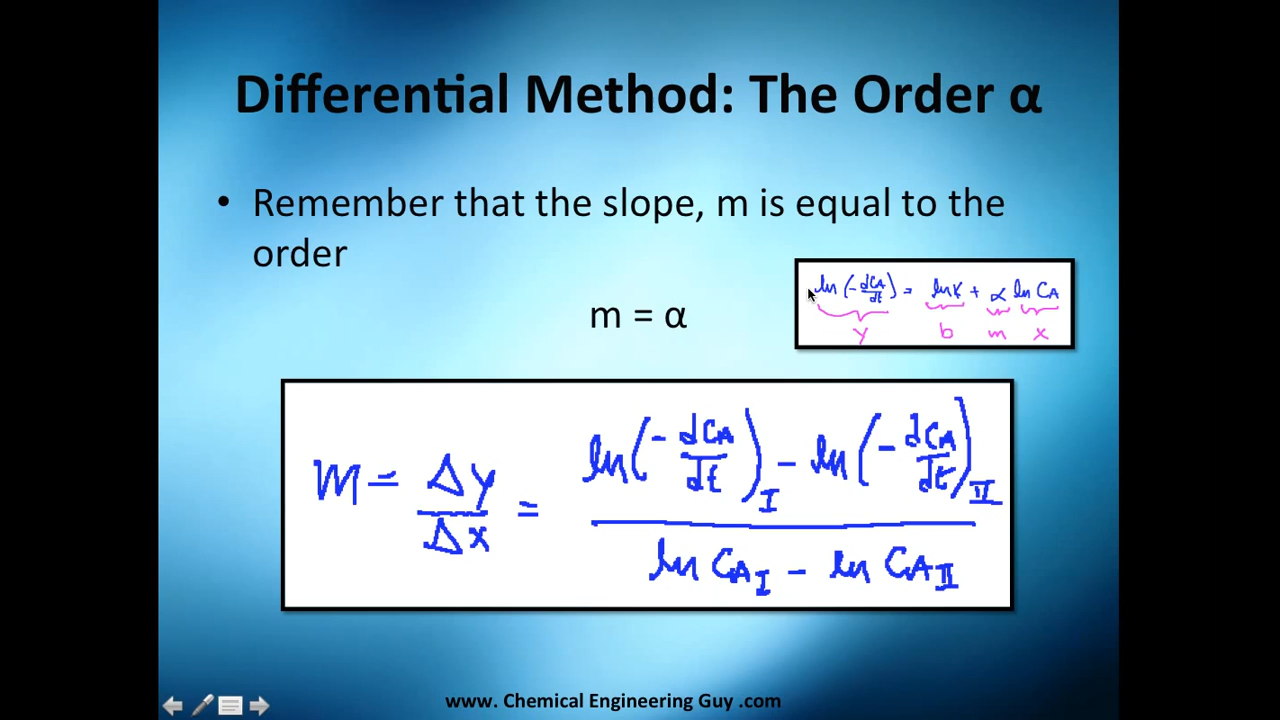 Differential Method: The Order α
• Remember that the slope, m is equal to the
order
m = α
ln (-dCA/dt) = ln K + α ln CA
y b m x
m = Δy/Δx = (ln(-dCA/dt)I - ln(-dCA/dt)II)/(ln CAI - ln CAII)
www. Chemical Engineering Guy .com